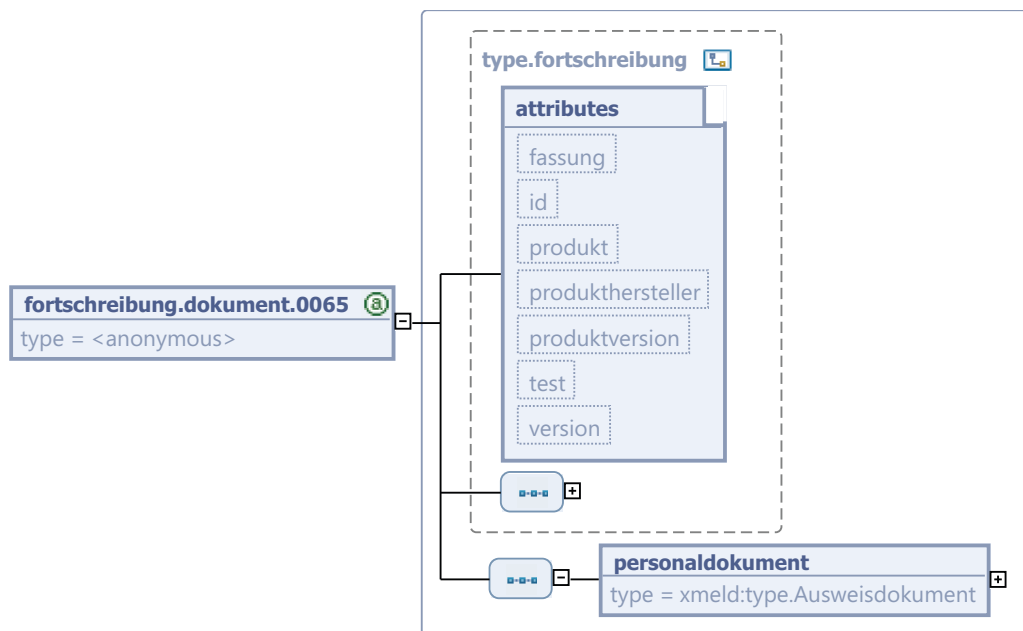 type.fortschreibung
attributes
fassung
id
produkt
produkthersteller
produktversion
test
version
fortschreibung.dokument.0065 @
type = <anonymous>
personaldokument
type = xmeld:type.Ausweisdokument